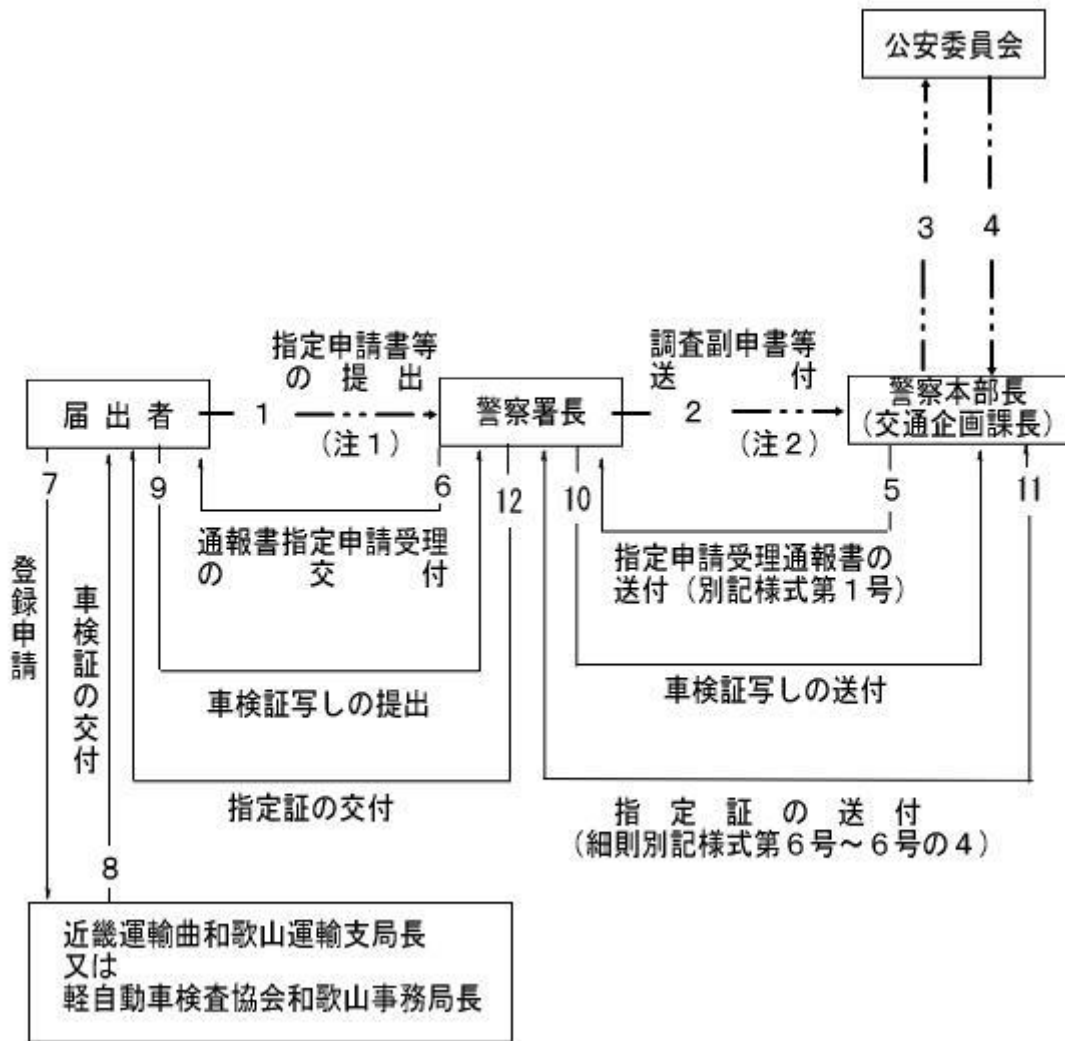 公安委員会
3
4
指定申請書等
の提出
調査副申書等
送付
届出者
1
(注1)
警察署長
2
(注2)
警察本部長
(交通企画課長)
7
9
6
12
10
5
11
通報書指定申請受理
の交付
指定申請受理通報書の
送付(別記様式第1号)
登録申請
車検証の交付
車検証写しの提出
車検証写しの送付
指定証の交付
指定証の送付
(細則別記様式第6号~6号の4)
8
近畿運輸曲和歌山運輸支局長
又は
軽自動車検査協会和歌山事務局長